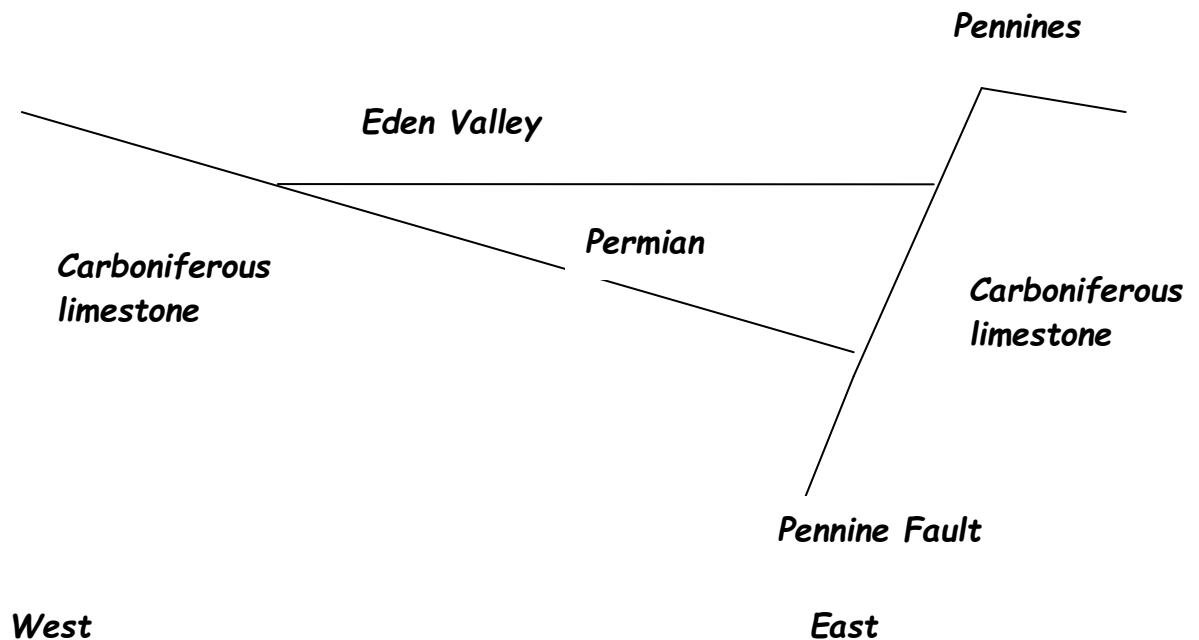 Pennines
Eden Valley
Permian
Carboniferous
limestone
Carboniferous
limestone
Pennine Fault
West
East